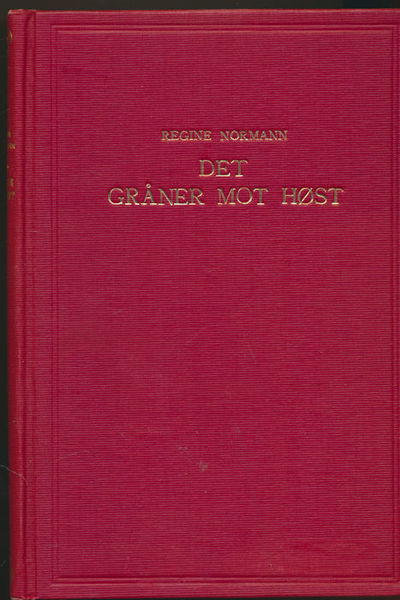 REGINE NORMANN
DET
GRÅNER MOT HØST